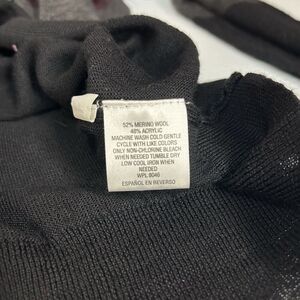 52% MERINO WOOL
48% ACRYLIC
MACHINE WASH COLD GENTLE
CYCLE WITH LIKE COLORS
ONLY NON-CHLORINE BLEACH
WHEN NEEDED TUMBLE DRY
LOW COOL IRON WHEN
NEEDED
WPL 8046
ESPAÑOL EN REVERSO